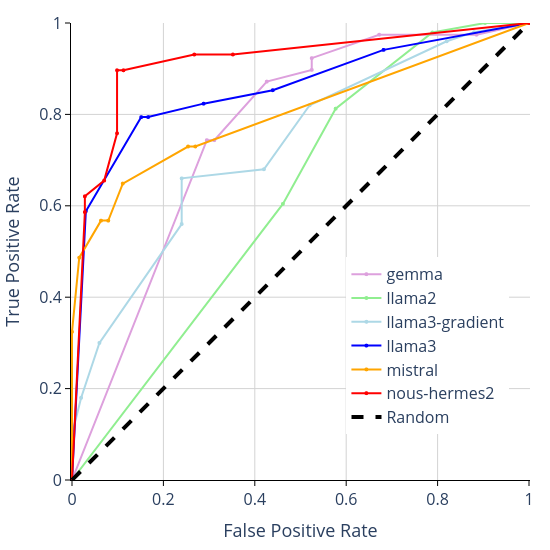 1
0.8
0.6
0.4
0.2
0
0 0.2 0.4 0.6 0.8 1
True Positive Rate
False Positive Rate
gemma
llama2
llama3-gradient
llama3
mistral
nous-hermes2
Random